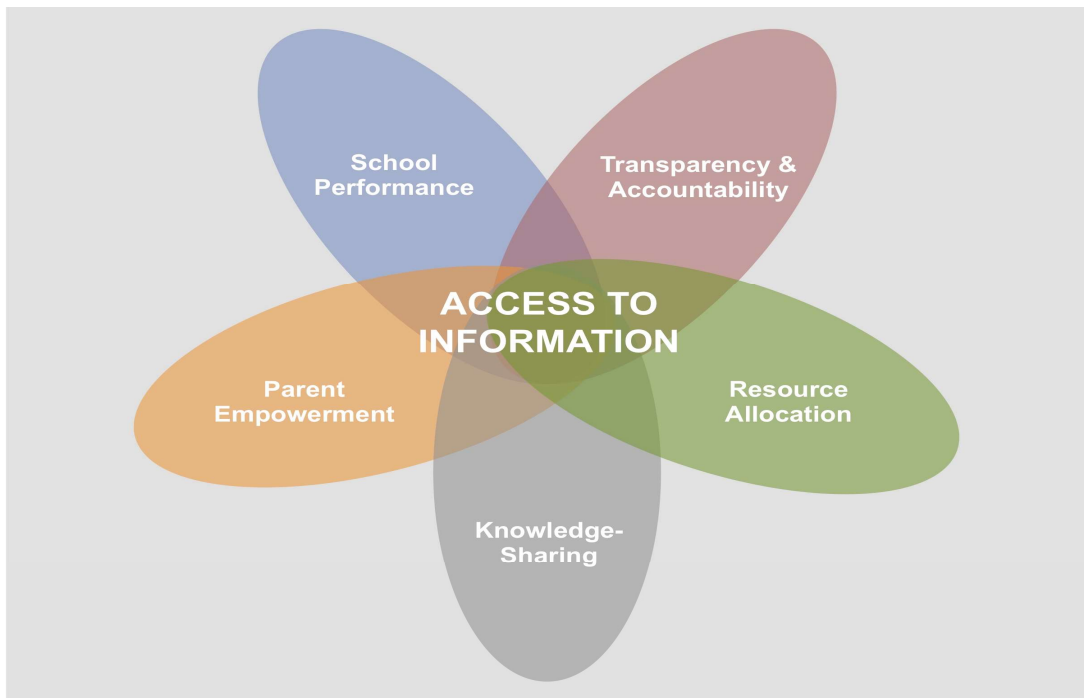 School
Performance
Transparency &
Accountability
ACCESS TO
INFORMATION
Parent
Empowerment
Resource
Allocation
Knowledge-
Sharing